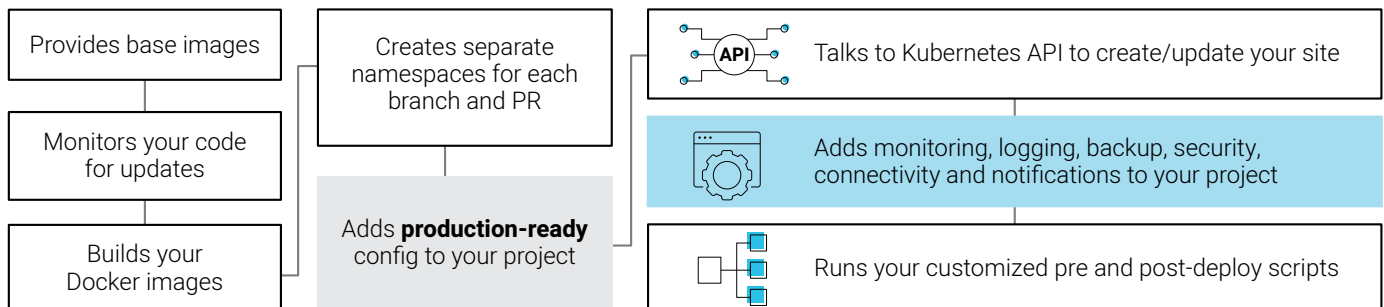 Provides base images
Monitors your code
for updates
Builds your
Docker images
Creates separate
namespaces for each
branch and PR
Adds production-ready
config to your project
API
Talks to Kubernetes API to create/update your site
Adds monitoring, logging, backup, security,
connectivity and notifications to your project
Runs your customized pre and post-deploy scripts